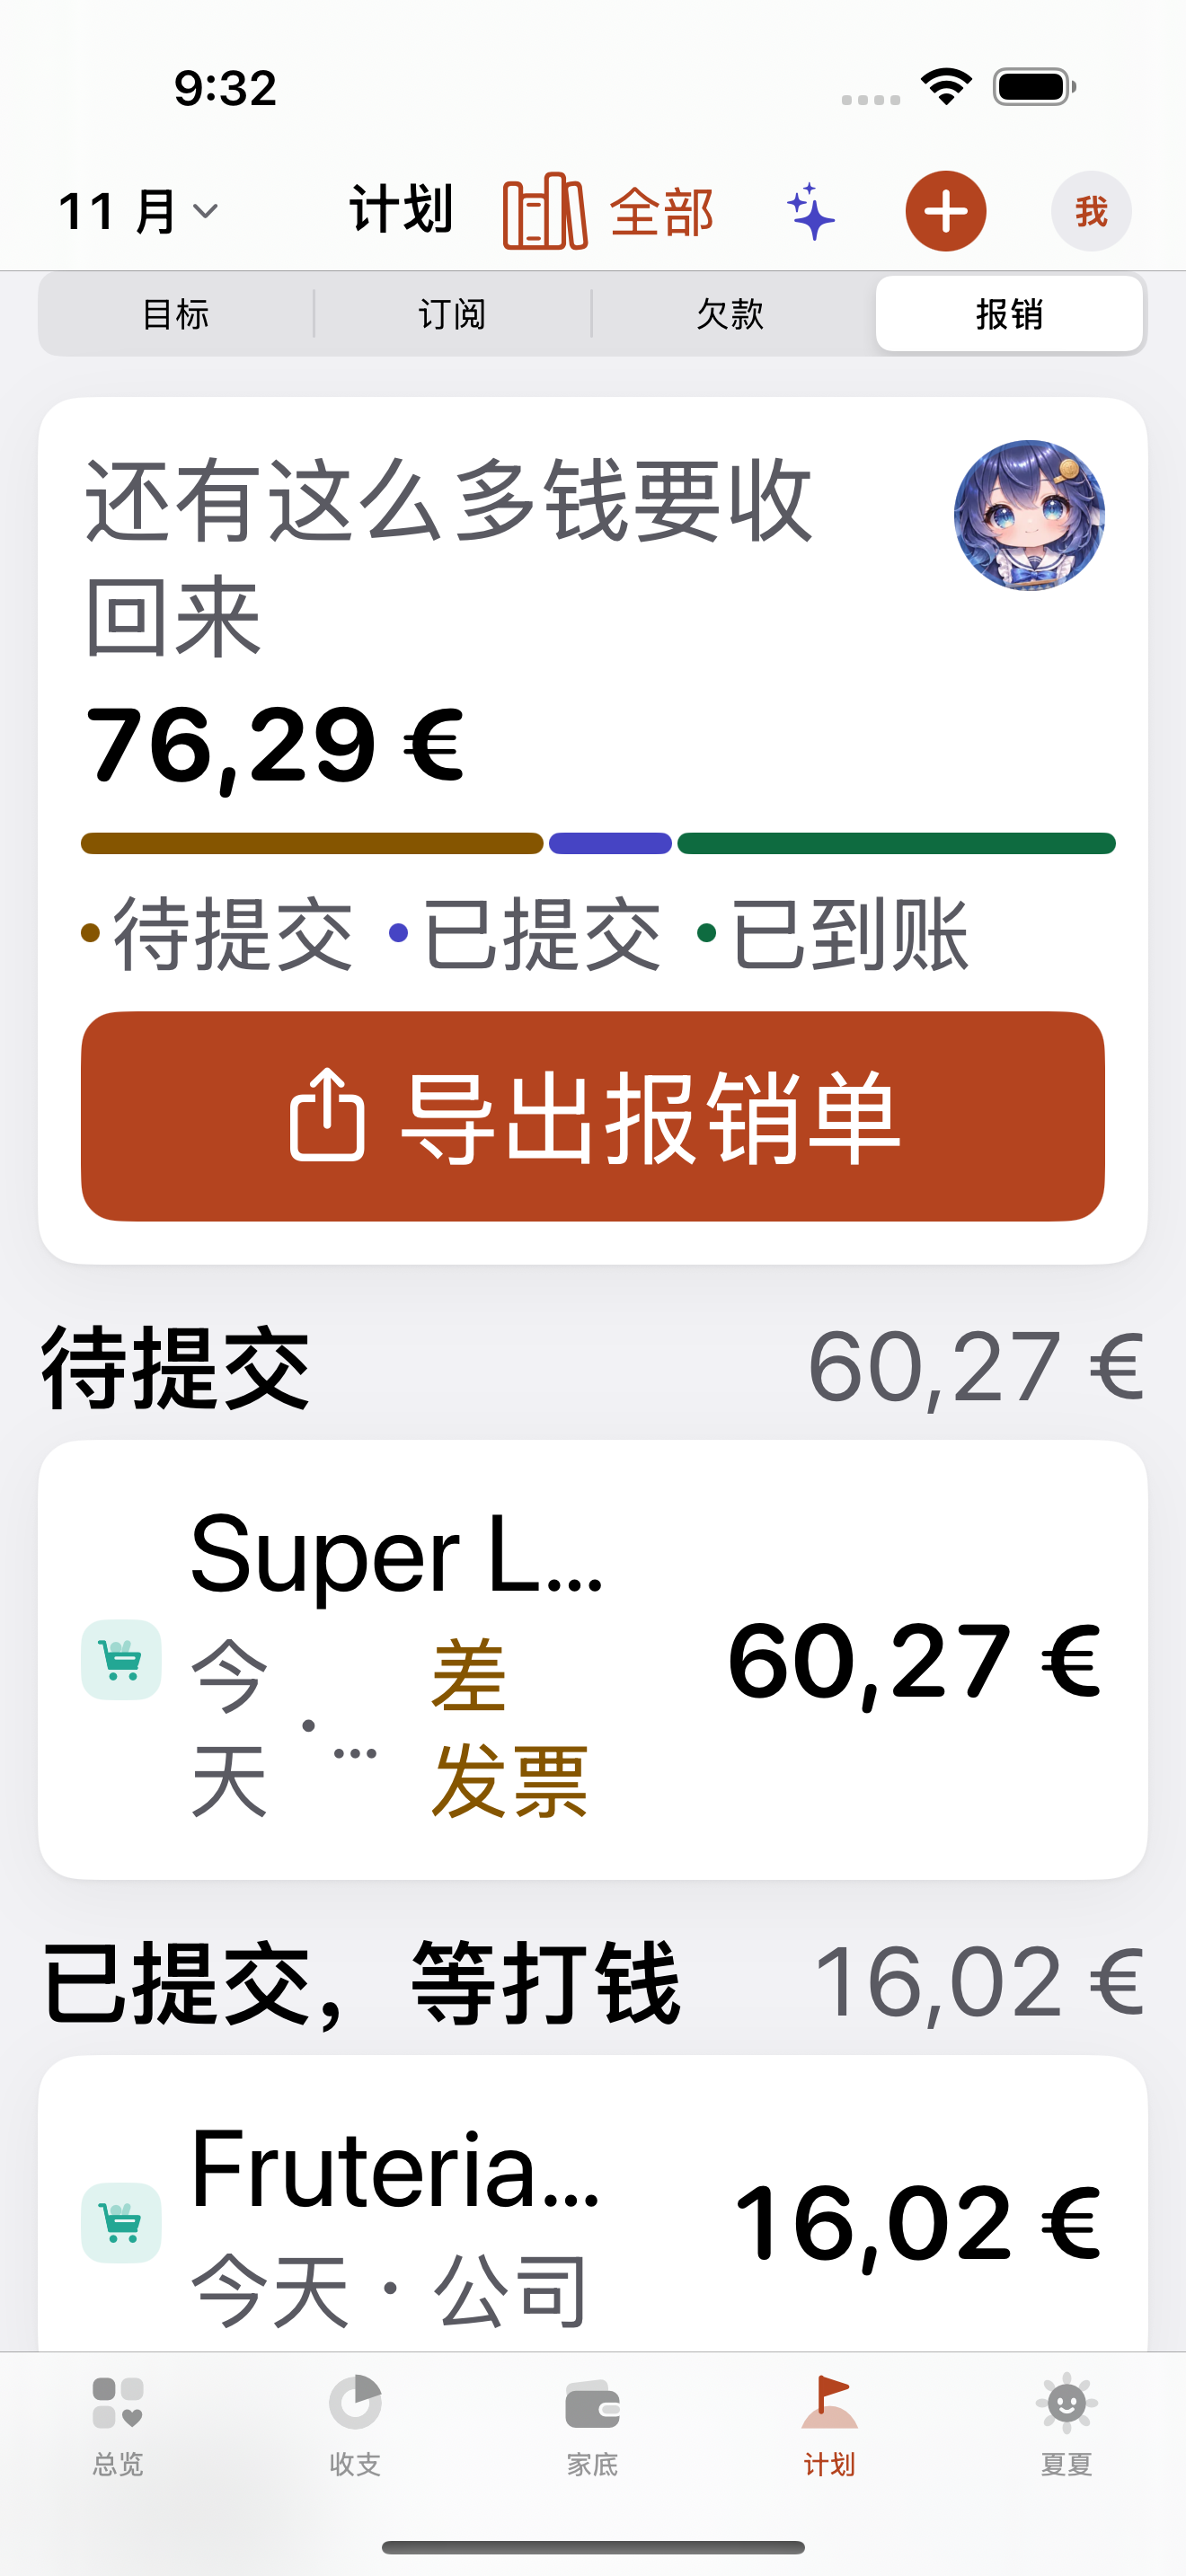 9:32
11 月
计划
全部
我
目标
订阅
欠款
报销
还有这么多钱要收
回来
76,29 €
待提交
已提交
已到账
导出报销单
待提交
60,27 €
Super L...
今
天
· ...
差
发票
60,27 €
已提交，等打钱
16,02 €
Fruteria...
今天 · 公司
16,02 €
总览
收支
家底
计划
夏夏